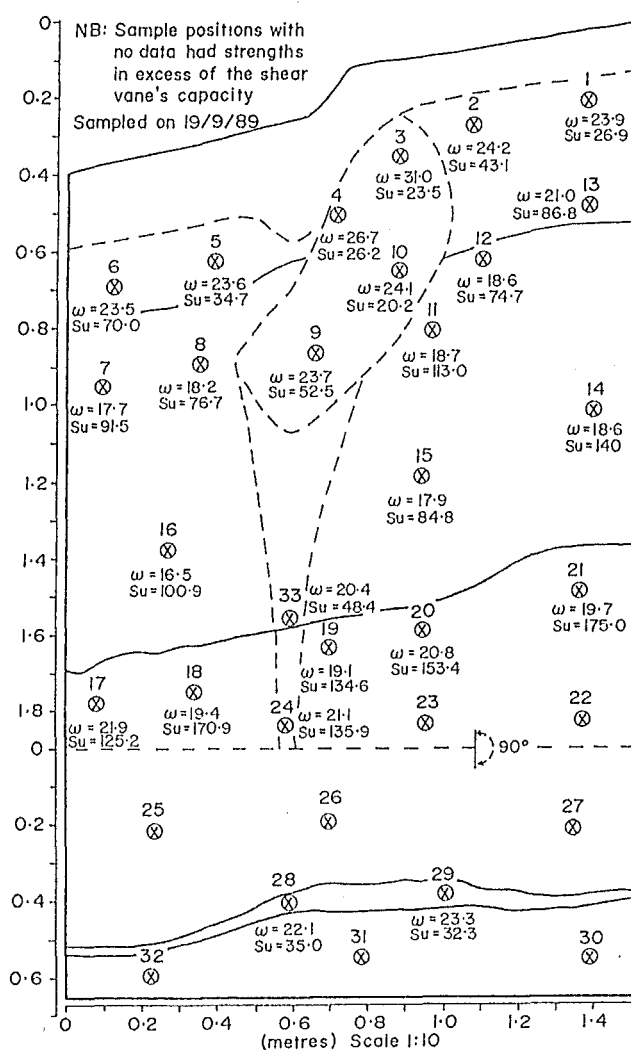 NB: Sample positions with
no data had strengths
in excess of the shear
vane's capacity
Sampled on 19/9/89
0
0·2
0·4
0·6
0·8
1·0
1·2
1·4
1·6
1·8
0
0·2
0·4
0·6
1
ω=23·9
Su=26·9
2
ω=24·2
Su=43·1
3
ω=31·0
Su=23·5
4
ω=26·7
Su=26·2
5
ω=23·6
Su=34·7
6
ω=23·5
Su=70·0
7
ω=17·7
Su=91·5
8
ω=18·2
Su=76·7
9
ω=23·7
Su=52·5
10
ω=24·1
Su=20·2
11
ω=18·7
Su=113·0
12
ω=18·6
Su=74·7
13
ω=21·0
Su=86·8
14
ω=18·6
Su=140
15
ω=17·9
Su=84·8
16
ω=16·5
Su=100·9
33
ω=20·4
Su=48·4
17
ω=21·9
Su=125·2
18
ω=19·4
Su=170·9
19
ω=19·1
Su=134·6
20
ω=20·8
Su=153·4
21
ω=19·7
Su=175·0
22
23
24
ω=21·1
Su=135·9
90°
25
26
27
28
ω=22·1
Su=35·0
29
ω=23·3
Su=32·3
30
31
32
0 0·2 0·4 0·6 0·8 1·0 1·2 1·4
(metres) Scale 1:10